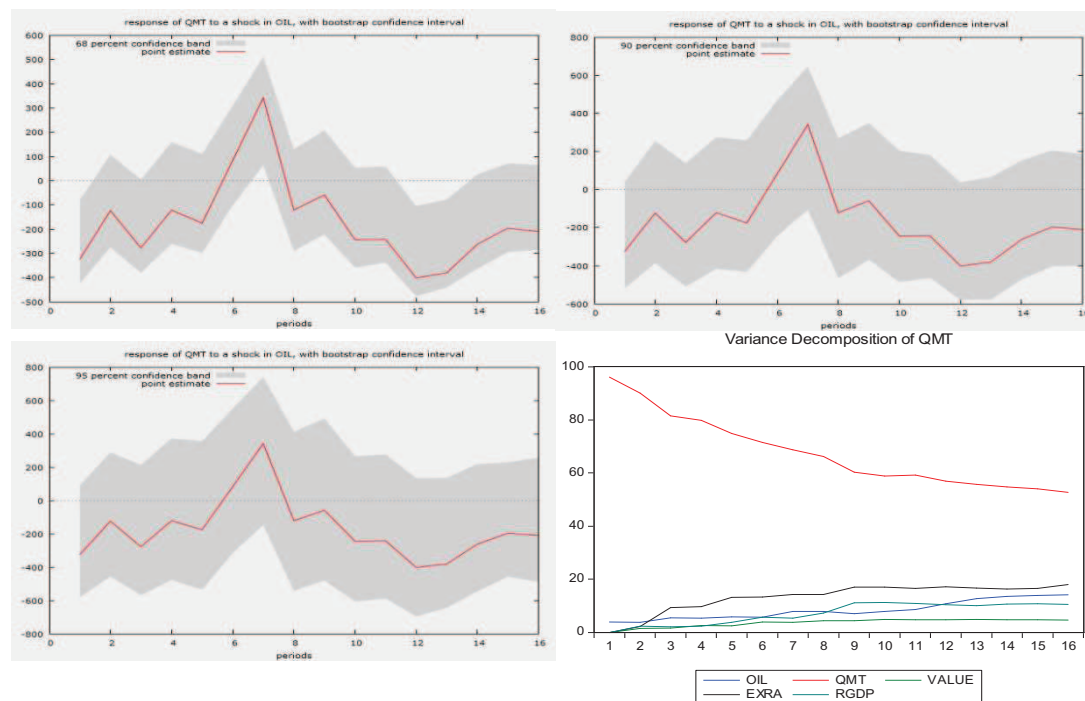 response of QMT to a shock in OIL, with bootstrap confidence interval
600
500
400
300
200
100
0
-100
-200
-300
-400
-500
68 percent confidence band
point estimate
0 2 4 6 8 10 12 14 16
periods
response of QMT to a shock in OIL, with bootstrap confidence interval
800
600
400
200
0
-200
-400
-600
90 percent confidence band
point estimate
0 2 4 6 8 10 12 14 16
periods
response of QMT to a shock in OIL, with bootstrap confidence interval
800
600
400
200
0
-200
-400
-600
-800
95 percent confidence band
point estimate
0 2 4 6 8 10 12 14 16
periods
Variance Decomposition of QMT
100
80
60
40
20
0
1 2 3 4 5 6 7 8 9 10 11 12 13 14 15 16
OIL QMT VALUE
EXRA RGDP